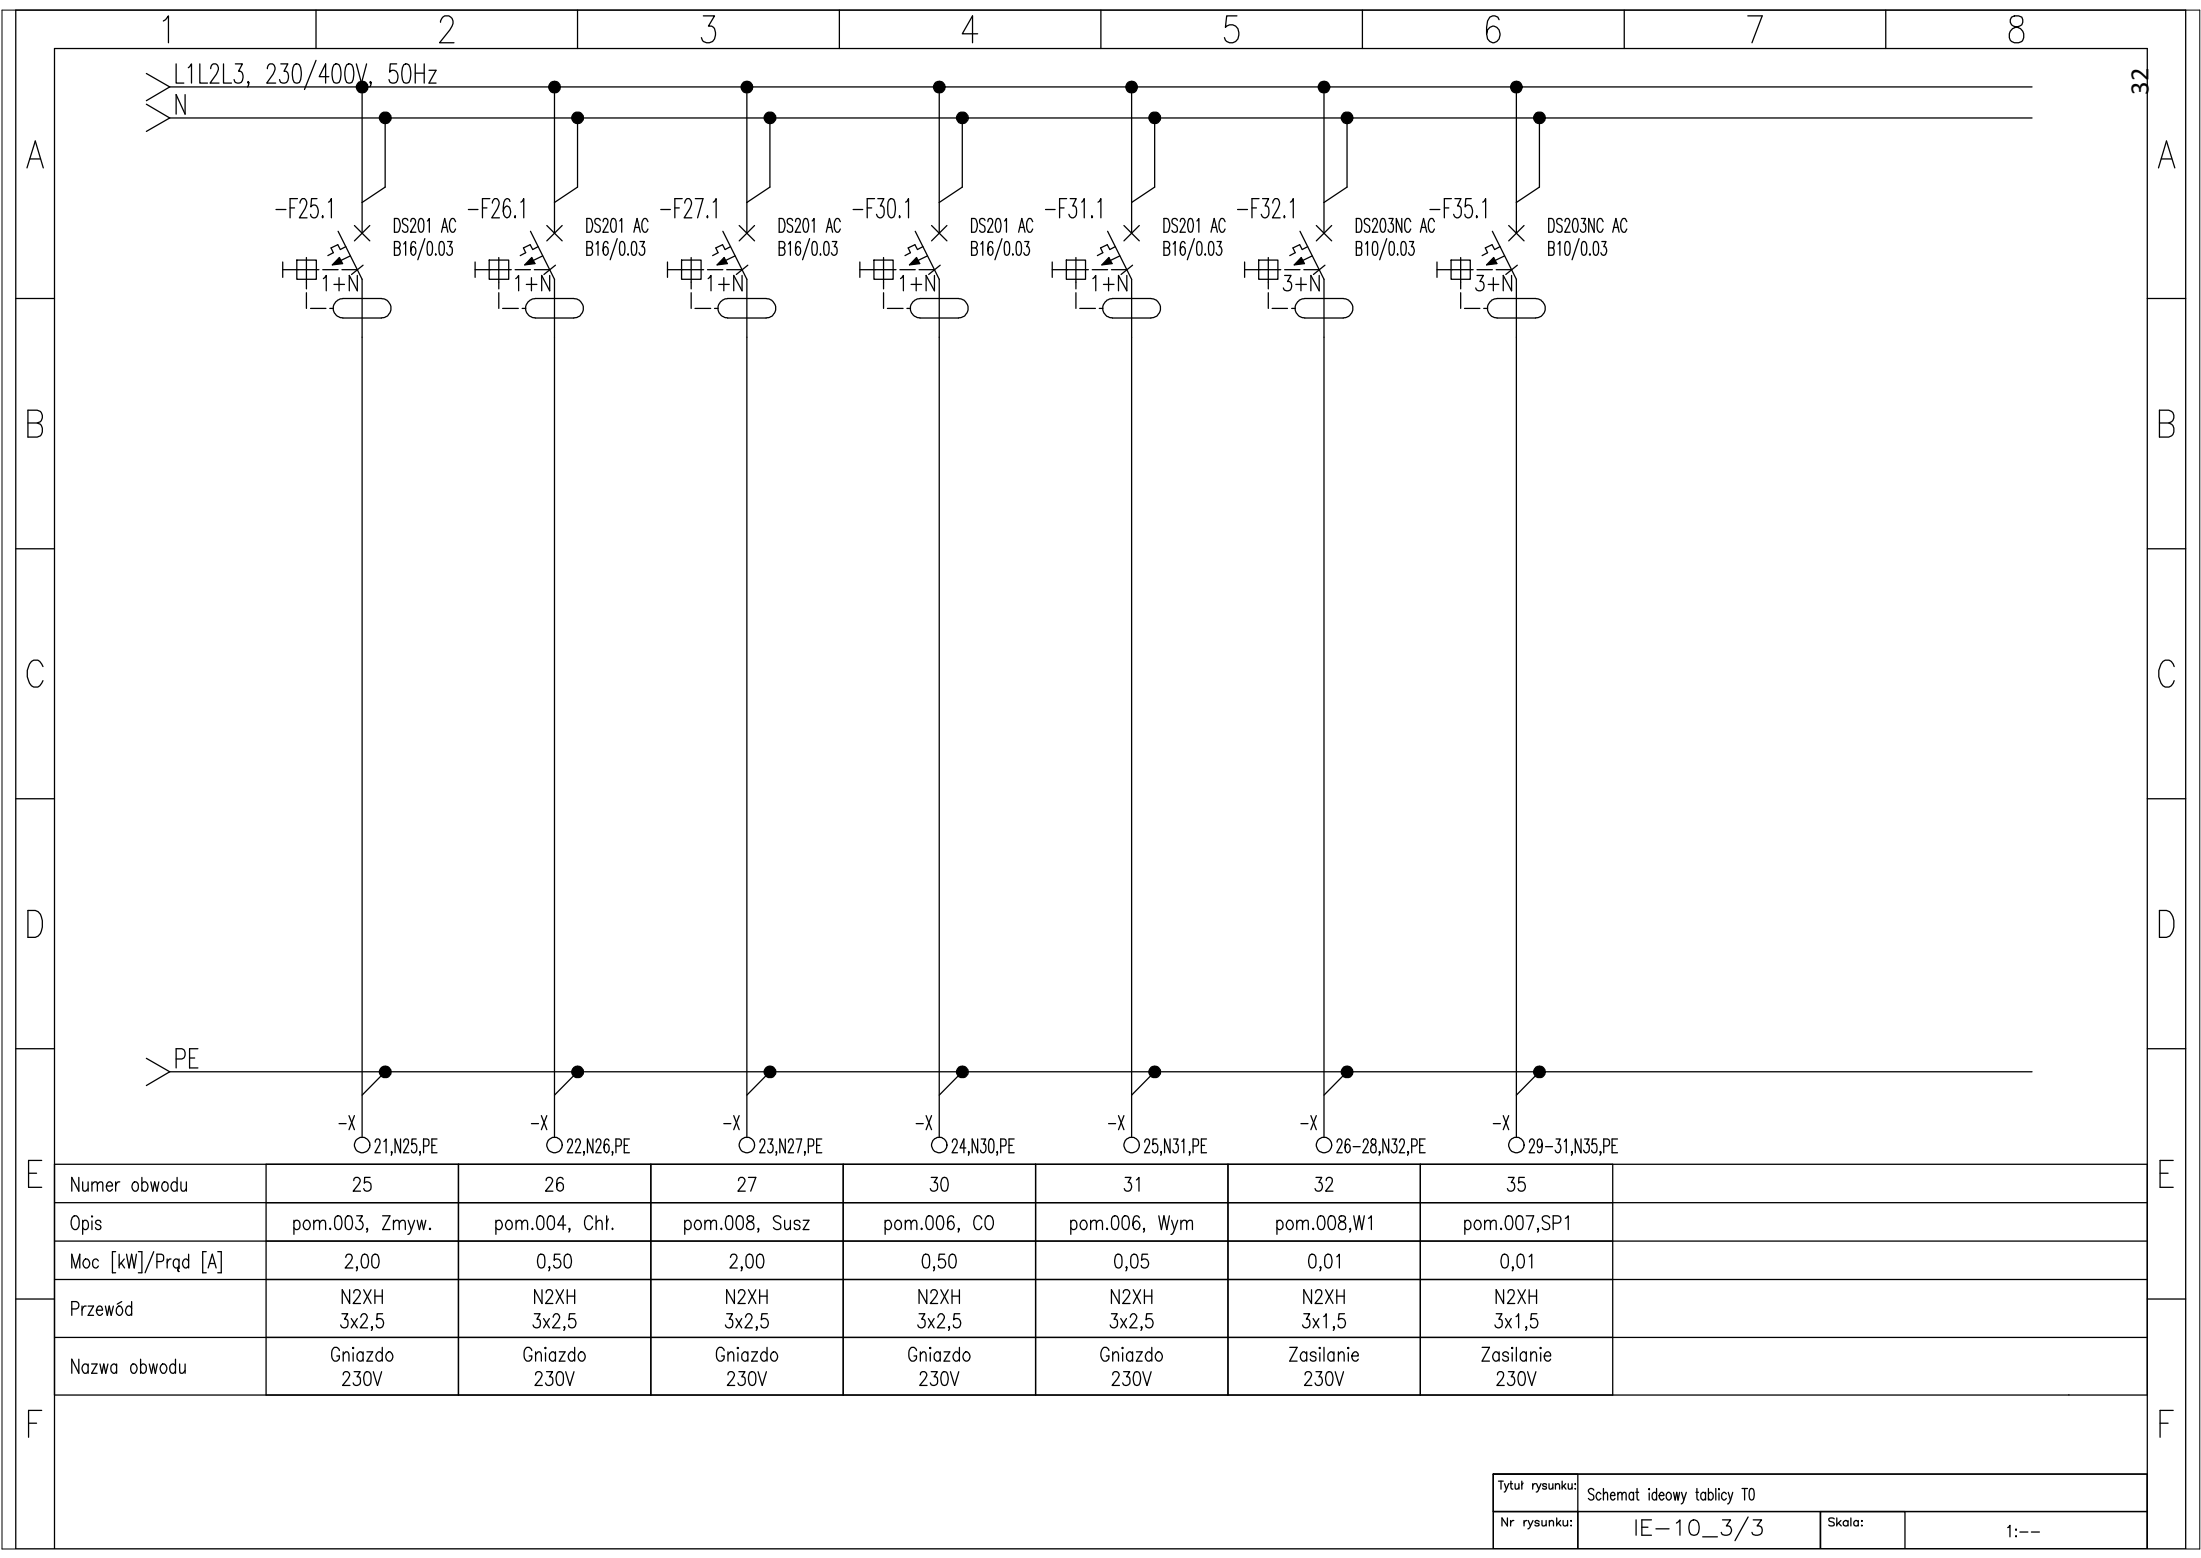 1 2 3 4 5 6 7 8
L1L2L3, 230/400V, 50Hz
32
N
A A
-F25.1 -F26.1 -F27.1 -F30.1 -F31.1 -F32.1 -F35.1
DS201 AC DS201 AC DS201 AC DS201 AC DS201 AC DS203NC AC DS203NC AC
B16/0.03 B16/0.03 B16/0.03 B16/0.03 B16/0.03 B10/0.03 B10/0.03
1+N 1+N 1+N 1+N 1+N 3+N 3+N
B B
C C
D D
PE
-X -X -X -X -X -X -X
21,N25,PE 22,N26,PE 23,N27,PE 24,N30,PE 25,N31,PE 26-28,N32,PE 29-31,N35,PE
E E
Numer obwodu 25 26 27 30 31 32 35
Opis pom.003, Zmyw. pom.004, Chł. pom.008, Susz pom.006, CO pom.006, Wym pom.008,W1 pom.007,SP1
Moc [kW]/Prąd [A] 2,00 0,50 2,00 0,50 0,05 0,01 0,01
Przewód N2XH N2XH N2XH N2XH N2XH N2XH N2XH
3x2,5 3x2,5 3x2,5 3x2,5 3x2,5 3x1,5 3x1,5
Nazwa obwodu Gniazdo Gniazdo Gniazdo Gniazdo Gniazdo Zasilanie Zasilanie
230V 230V 230V 230V 230V 230V 230V
F F
Tytuł rysunku: Schemat ideowy tablicy T0
Nr rysunku: IE-10_3/3 Skala: 1:--